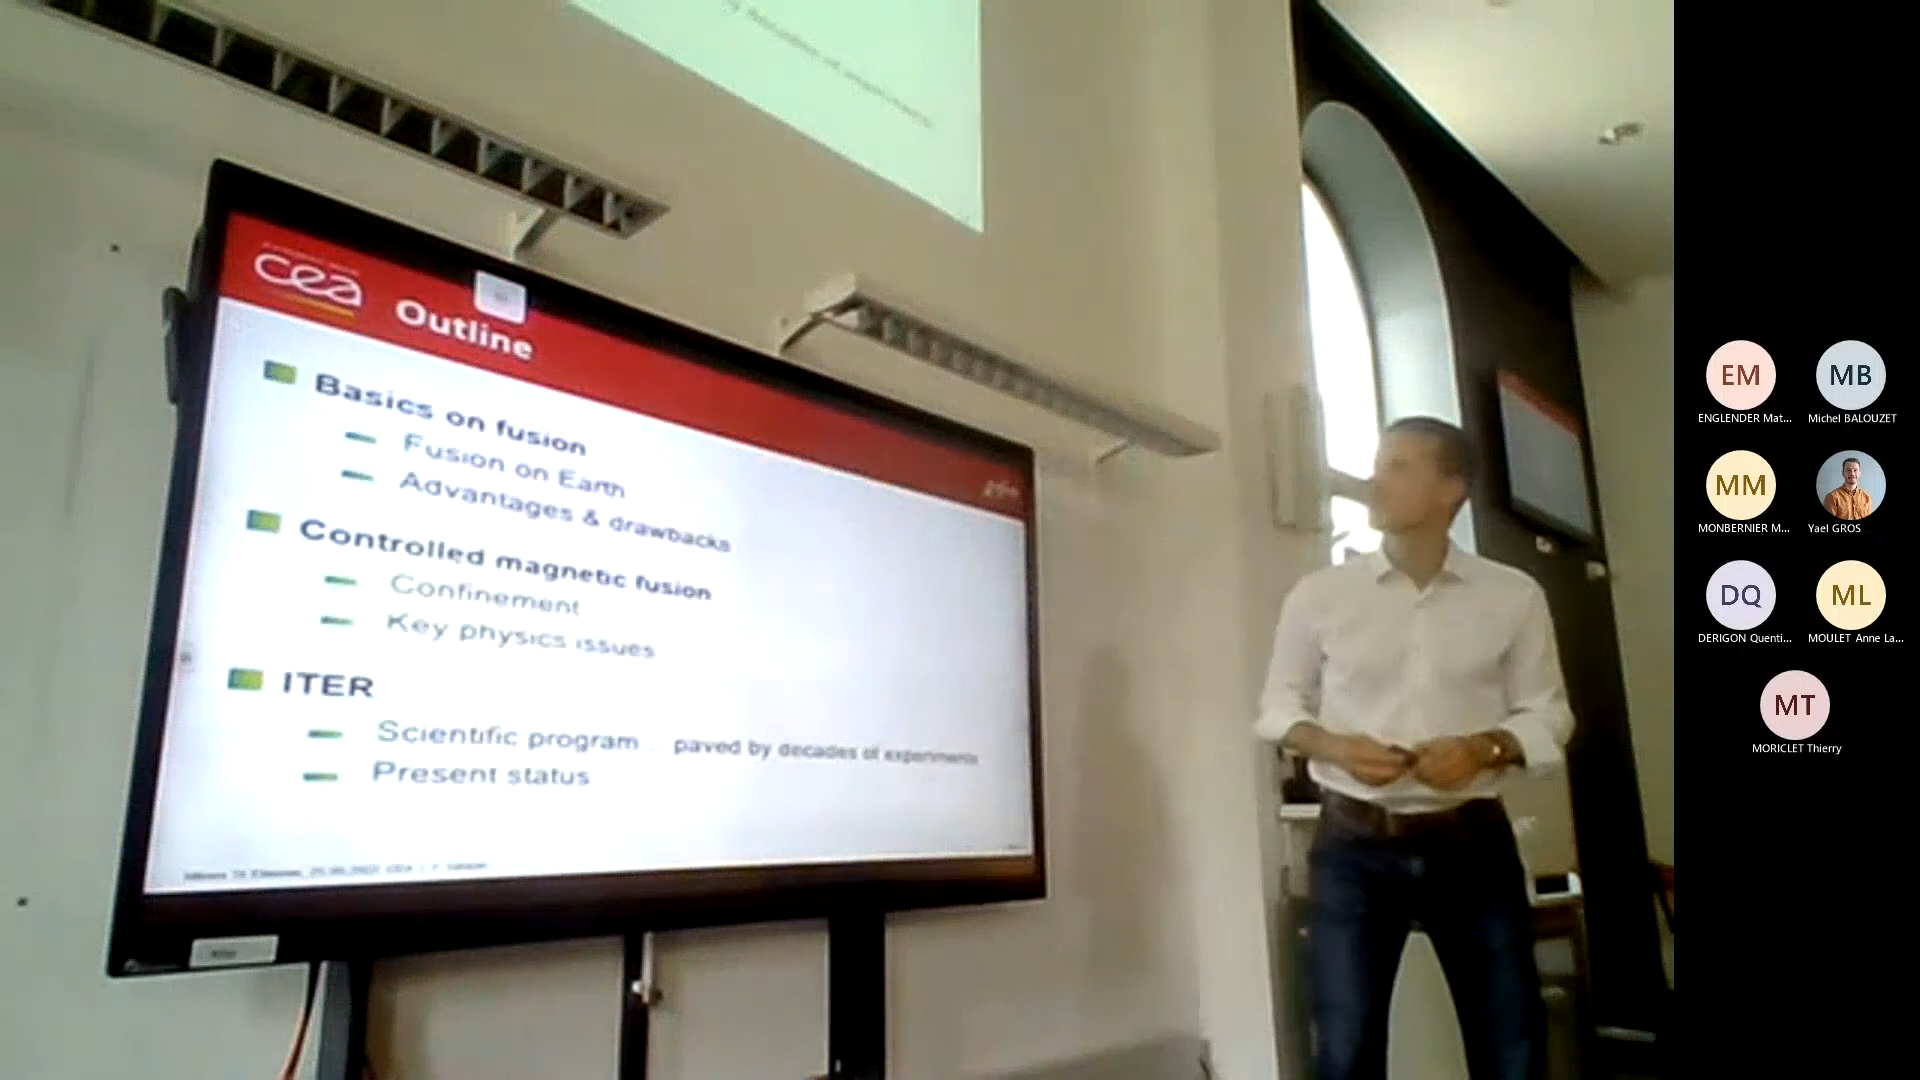 cea
Outline
Basics on fusion
Fusion on Earth
Advantages & drawbacks
Controlled magnetic fusion
Confinement
Key physics issues
ITER
Scientific program ... paved by decades of experiments
Present status
EM
ENGLENDER Mat...
MB
Michel BALOUZET
MM
MONBERNIER M...
Yael GROS
DQ
DERIGON Quenti...
ML
MOULET Anne La...
MT
MORICLET Thierry